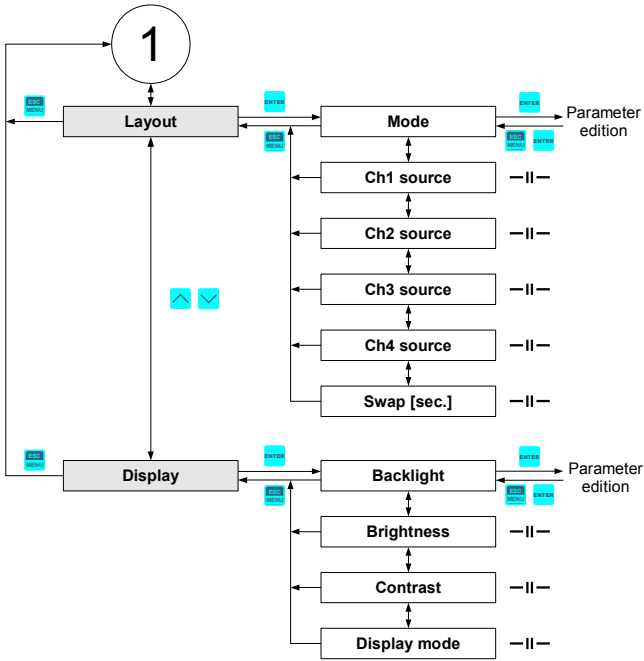 1
ESC
MENU
Layout
ENTER
ESC
MENU
Mode
ENTER
ESC
MENU
ENTER
Parameter
edition
Ch1 source
—II—
Ch2 source
—II—
Ch3 source
—II—
Ch4 source
—II—
Swap [sec.]
—II—
ESC
MENU
Display
ENTER
ESC
MENU
Backlight
ENTER
ESC
MENU
ENTER
Parameter
edition
Brightness
—II—
Contrast
—II—
Display mode
—II—